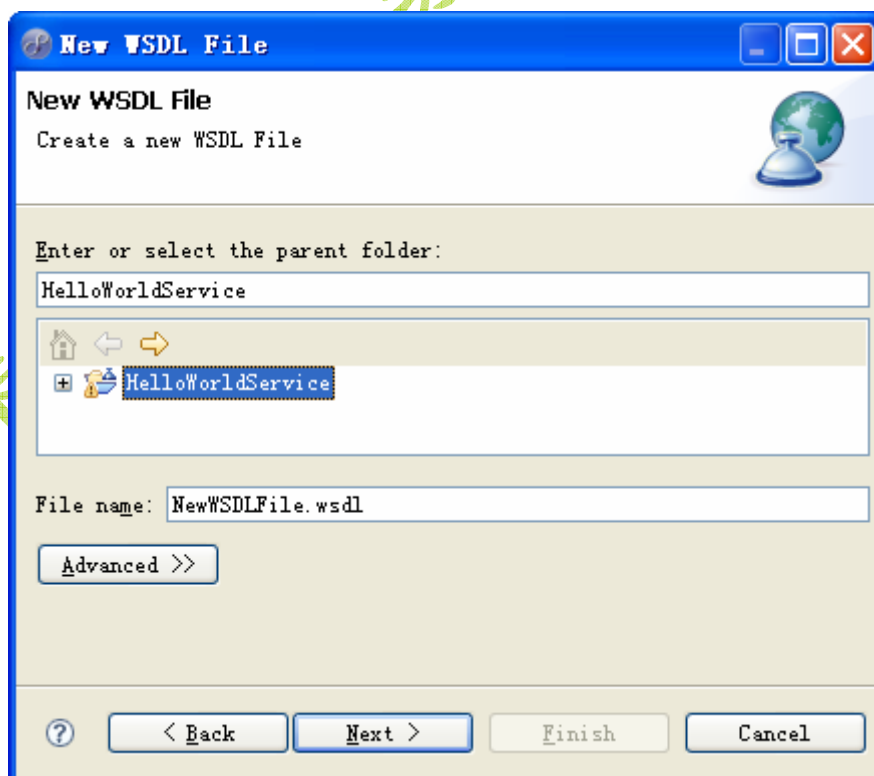 New WSDL File
New WSDL File
Create a new WSDL File
Enter or select the parent folder:
HelloWorldService
HelloWorldService
File name: NewWSDLFile.wsdl
Advanced >>
? < Back Next > Finish Cancel